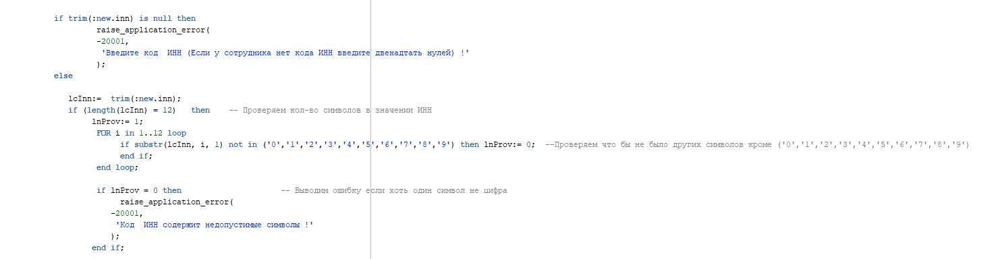 if trim(:new.inn) is null then
raise_application_error(
-20001,
'Введите код  ИНН (Если у сотрудника нет кода ИНН введите двенадтать нулей) !'
);
else
lcInn:=  trim(:new.inn);
if (length(lcInn) = 12)   then    -- Проверяем кол-во символов в значении ИНН
lnProv:= 1;
FOR i in 1..12 loop
if substr(lcInn, i, 1) not in ('0','1','2','3','4','5','6','7','8','9') then lnProv:= 0;  --Проверяем что бы не было других символов кроме ('0','1','2','3','4','5','6','7','8','9')
end if;
end loop;
if lnProv = 0 then                     -- Выводим ошибку если хоть один символ не цифра
raise_application_error(
-20001,
'Код  ИНН содержит недопустимые символы !'
);
end if;